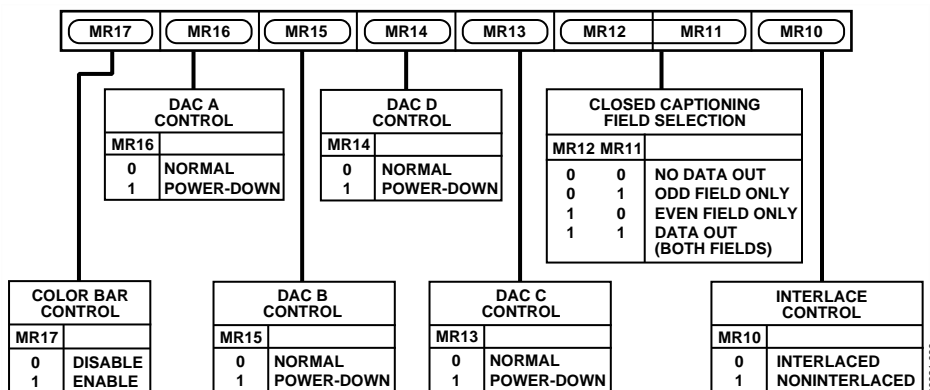 MR17 MR16 MR15 MR14 MR13 MR12 MR11 MR10
DAC A
CONTROL
MR16
0 NORMAL
1 POWER-DOWN
DAC D
CONTROL
MR14
0 NORMAL
1 POWER-DOWN
CLOSED CAPTIONING
FIELD SELECTION
MR12 MR11
0 0 NO DATA OUT
0 1 ODD FIELD ONLY
1 0 EVEN FIELD ONLY
1 1 DATA OUT
(BOTH FIELDS)
COLOR BAR
CONTROL
MR17
0 DISABLE
1 ENABLE
DAC B
CONTROL
MR15
0 NORMAL
1 POWER-DOWN
DAC C
CONTROL
MR13
0 NORMAL
1 POWER-DOWN
INTERLACE
CONTROL
MR10
0 INTERLACED
1 NONINTERLACED